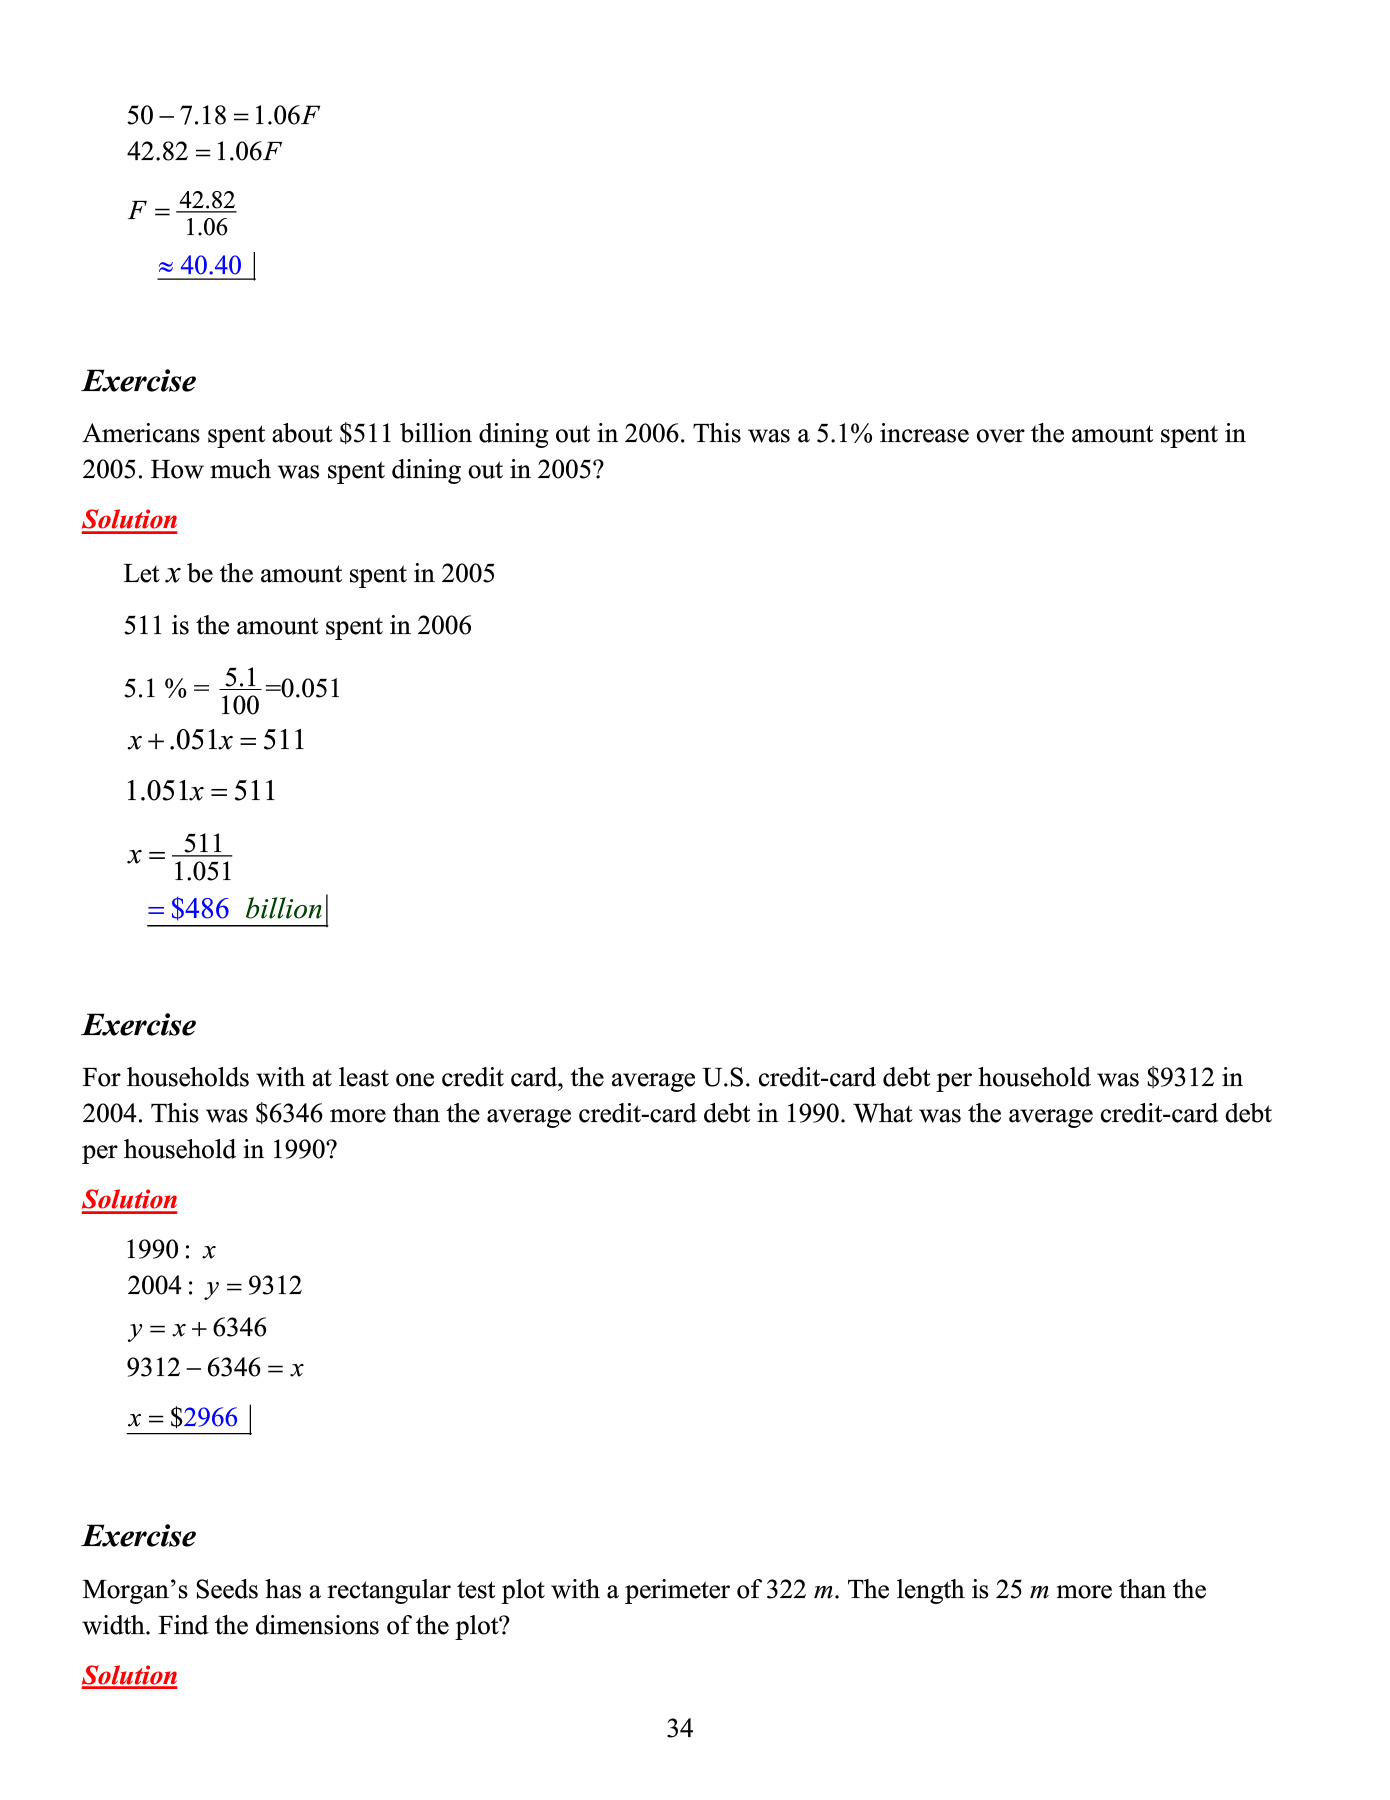 50 − 7.18 = 1.06F
42.82 = 1.06F
F = 42.82/1.06
≈ 40.40
Exercise
Americans spent about $511 billion dining out in 2006. This was a 5.1% increase over the amount spent in
2005. How much was spent dining out in 2005?
Solution
Let x be the amount spent in 2005
511 is the amount spent in 2006
5.1 % = 5.1/100 =0.051
x + .051x = 511
1.051x = 511
x = 511/1.051
= $486 billion
Exercise
For households with at least one credit card, the average U.S. credit-card debt per household was $9312 in
2004. This was $6346 more than the average credit-card debt in 1990. What was the average credit-card debt
per household in 1990?
Solution
1990: x
2004: y = 9312
y = x + 6346
9312 − 6346 = x
x = $2966
Exercise
Morgan’s Seeds has a rectangular test plot with a perimeter of 322 m. The length is 25 m more than the
width. Find the dimensions of the plot?
Solution
34